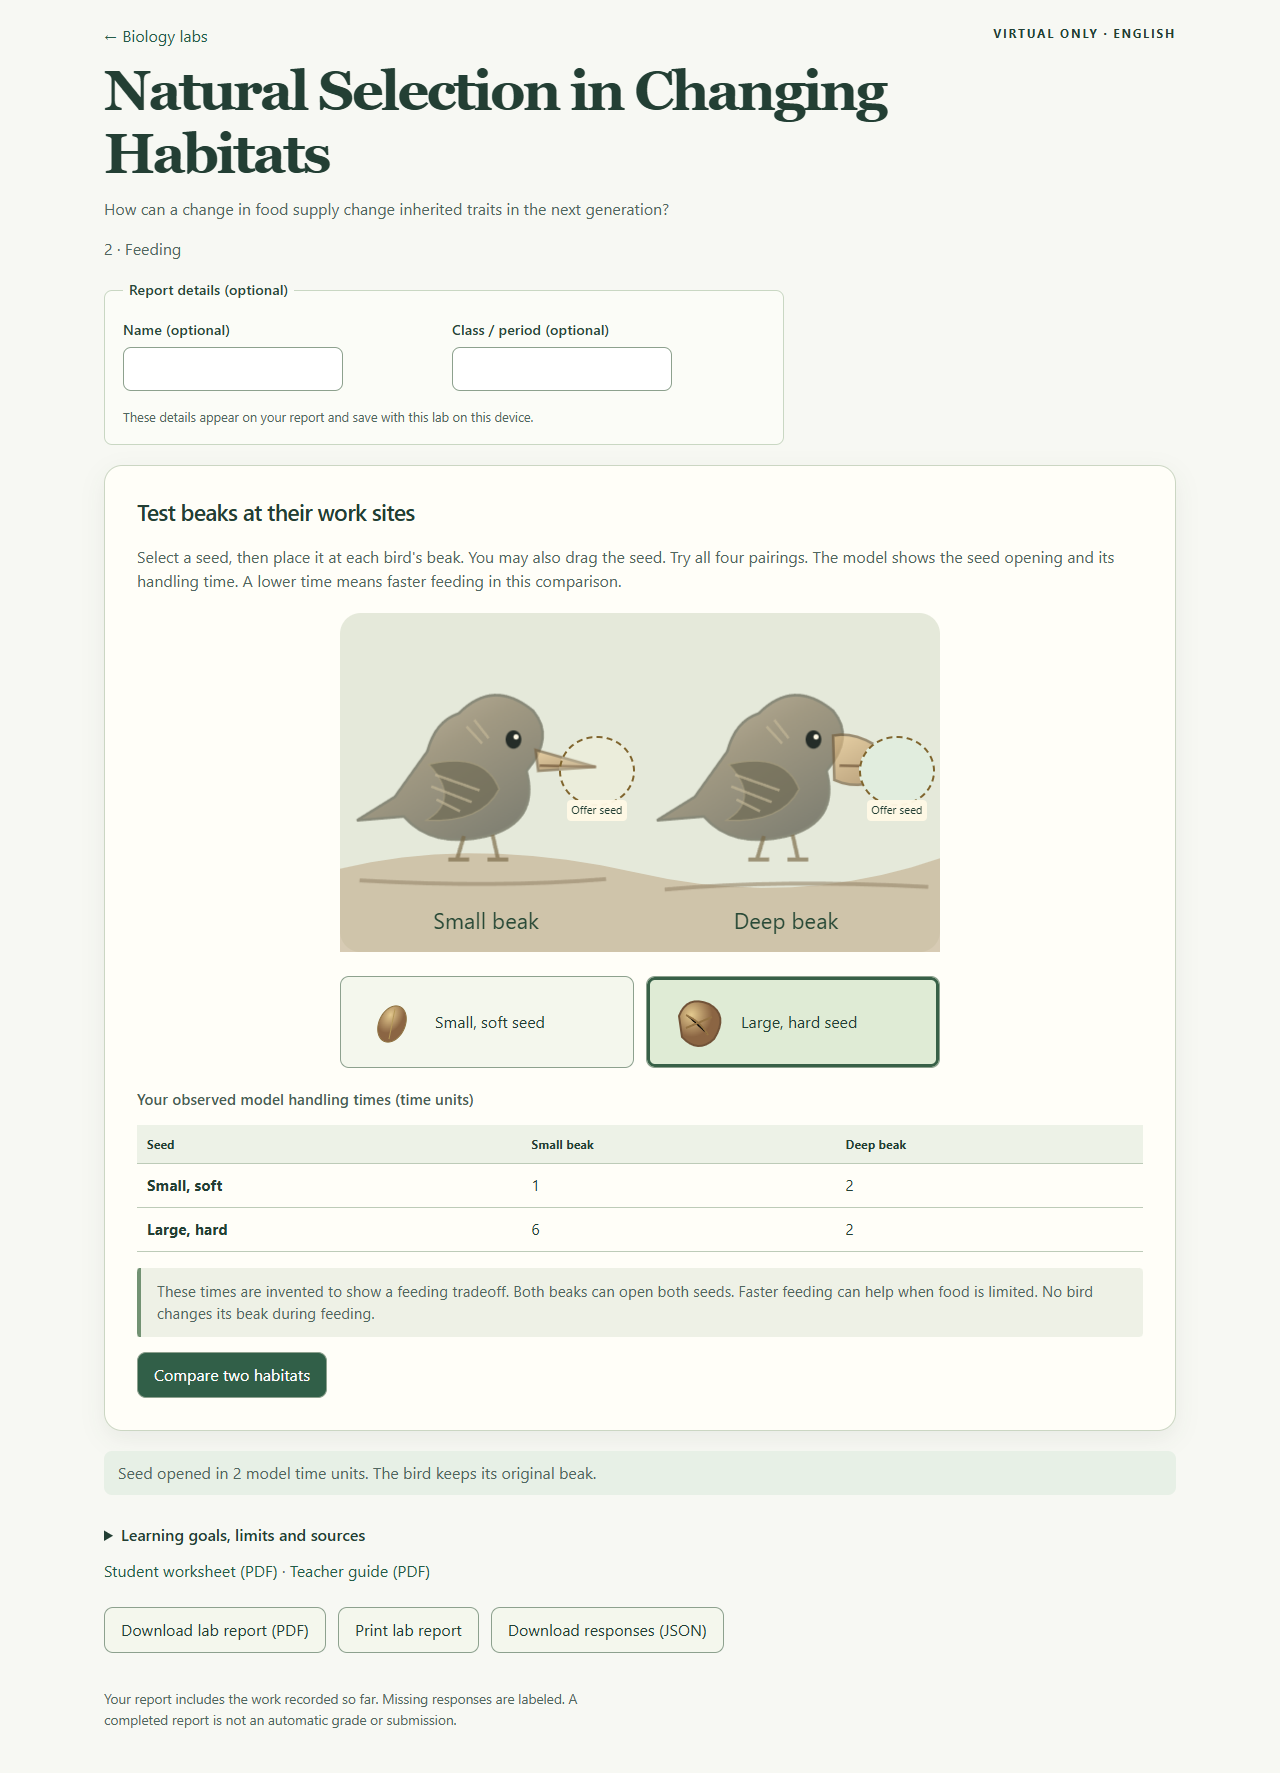 ← Biology labs
VIRTUAL ONLY · ENGLISH
Natural Selection in Changing
Habitats
How can a change in food supply change inherited traits in the next generation?
2 · Feeding
Report details (optional)
Name (optional)
Class / period (optional)
These details appear on your report and save with this lab on this device.
Test beaks at their work sites
Select a seed, then place it at each bird's beak. You may also drag the seed. Try all four pairings. The model shows the seed opening and its
handling time. A lower time means faster feeding in this comparison.
Offer seed
Offer seed
Small beak
Deep beak
Small, soft seed
Large, hard seed
Your observed model handling times (time units)
Seed Small beak Deep beak
Small, soft 1 2
Large, hard 6 2
These times are invented to show a feeding tradeoff. Both beaks can open both seeds. Faster feeding can help when food is limited. No bird
changes its beak during feeding.
Compare two habitats
Seed opened in 2 model time units. The bird keeps its original beak.
▶ Learning goals, limits and sources
Student worksheet (PDF) · Teacher guide (PDF)
Download lab report (PDF)
Print lab report
Download responses (JSON)
Your report includes the work recorded so far. Missing responses are labeled. A
completed report is not an automatic grade or submission.